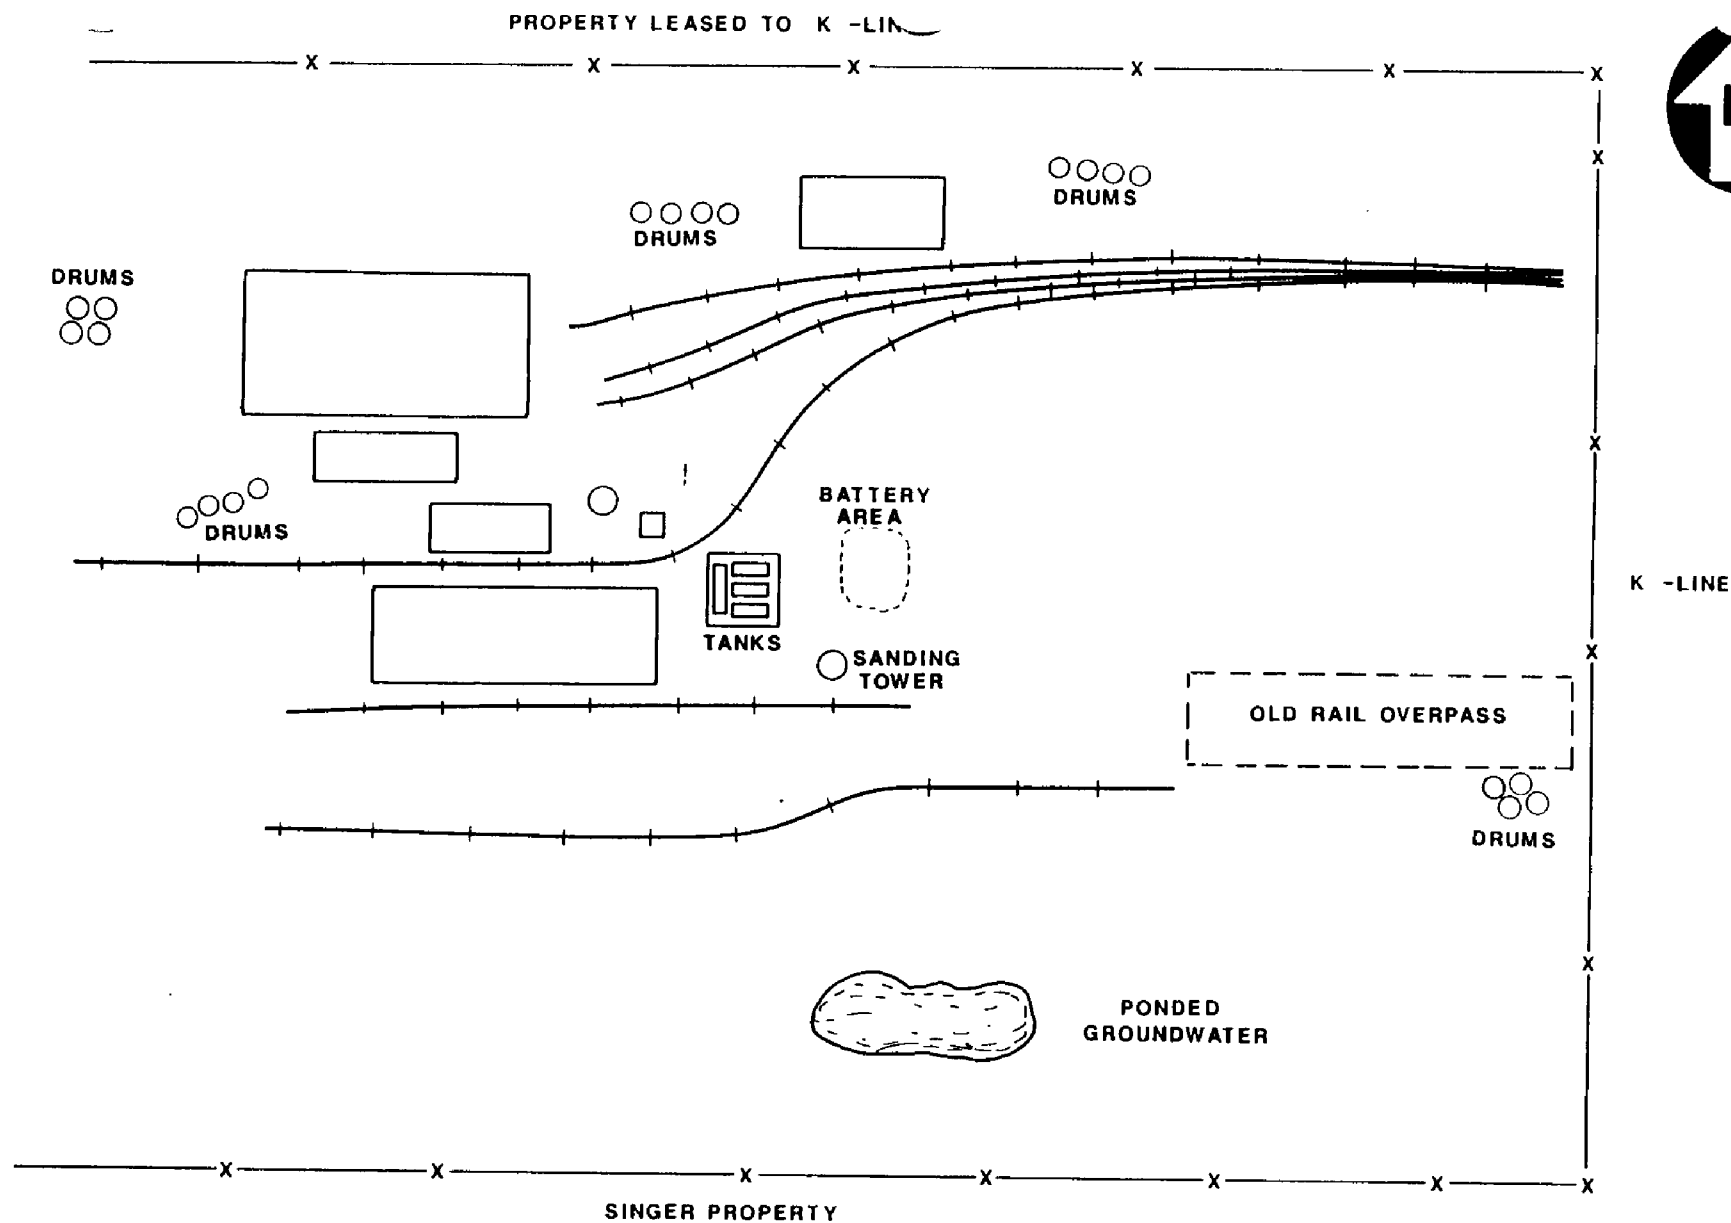 PROPERTY LEASED TO K -LIN
DRUMS
DRUMS
DRUMS
DRUMS
BATTERY
AREA
TANKS
SANDING
TOWER
K -LINE
OLD RAIL OVERPASS
DRUMS
PONDED
GROUNDWATER
SINGER PROPERTY